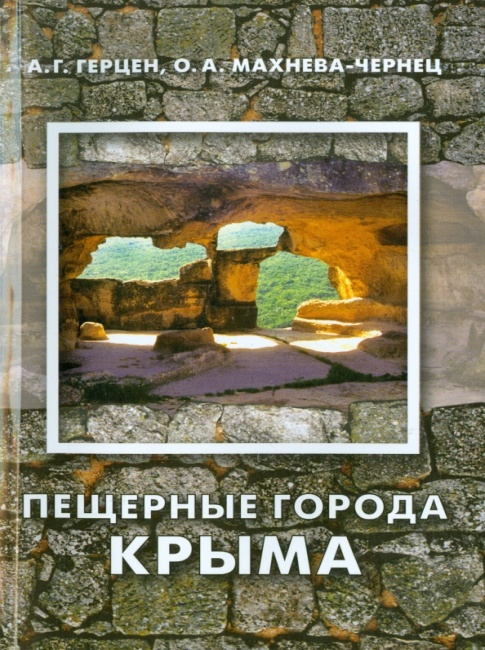 А. Г. ГЕРЦЕН, О. А. МАХНЕВА-ЧЕРНЕЦ
ПЕЩЕРНЫЕ ГОРОДА
КРЫМА